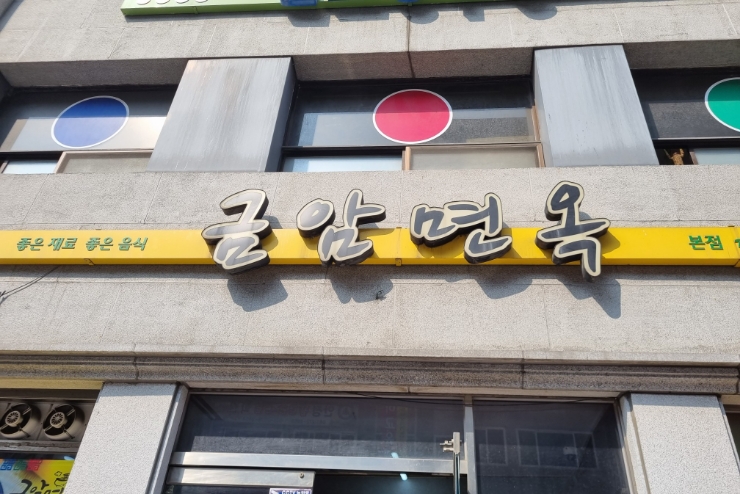 좋은 재료 좋은 음식
금암면옥
본점